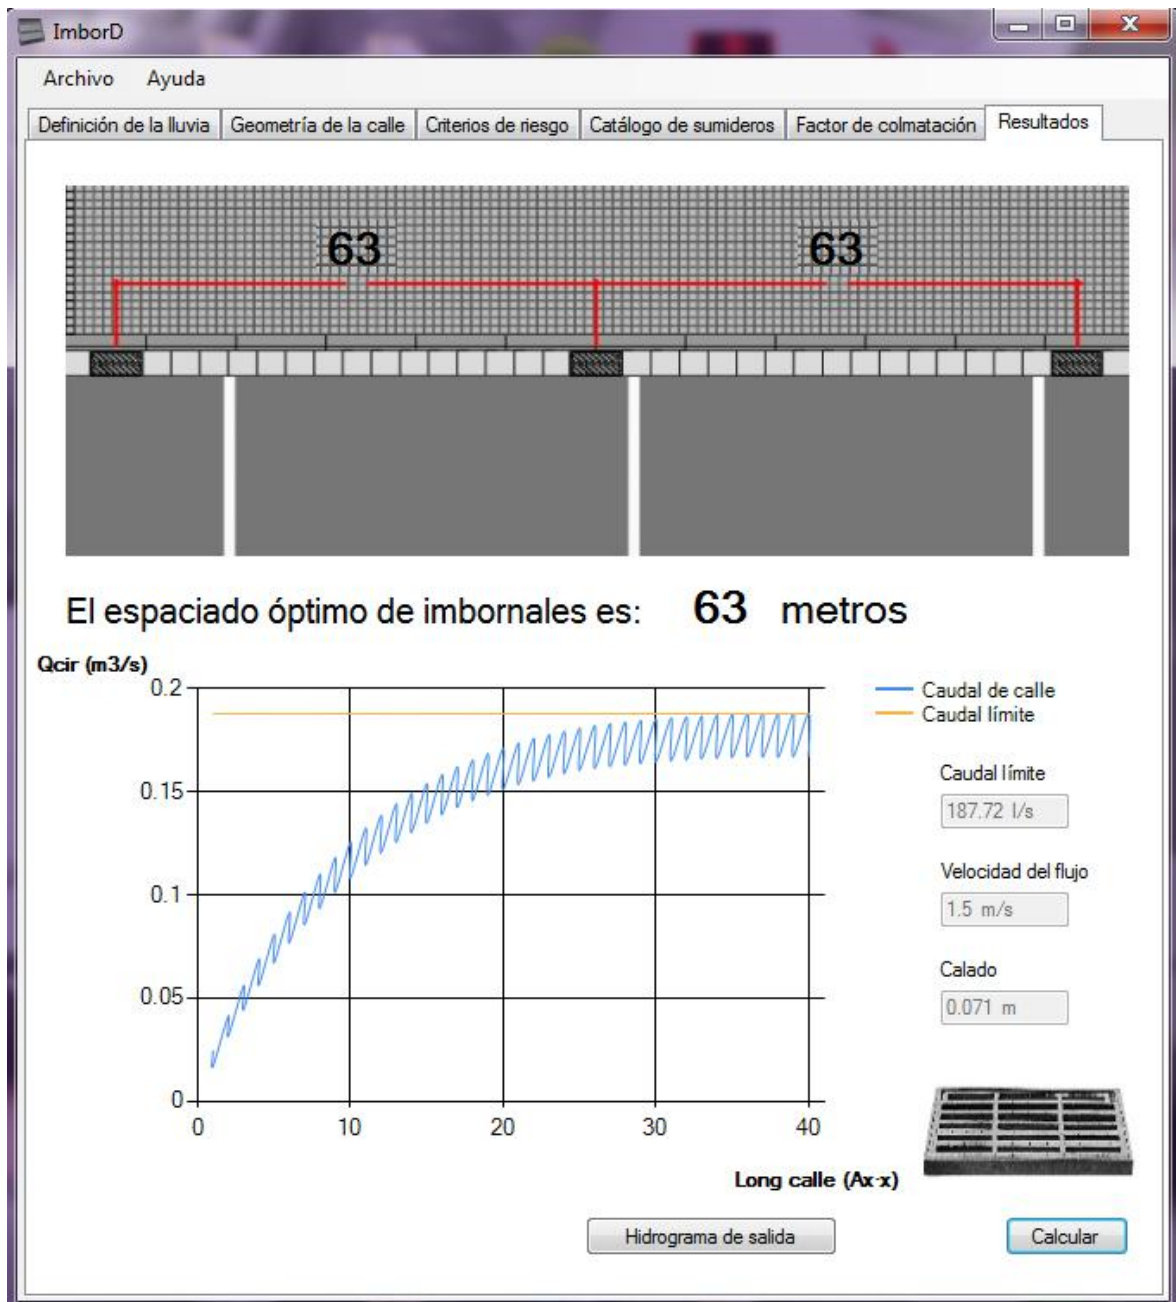 ImborD
Archivo Ayuda
Definición de la lluvia Geometría de la calle Criterios de riesgo Catálogo de sumideros Factor de colmatación Resultados
63 63
El espaciado óptimo de imbornales es: 63 metros
Qcir (m3/s)
0.2
0.15
0.1
0.05
0
0 10 20 30 40
Long calle (Ax·x)
Caudal de calle
Caudal límite
Caudal límite
187.72 l/s
Velocidad del flujo
1.5 m/s
Calado
0.071 m
Hidrograma de salida Calcular